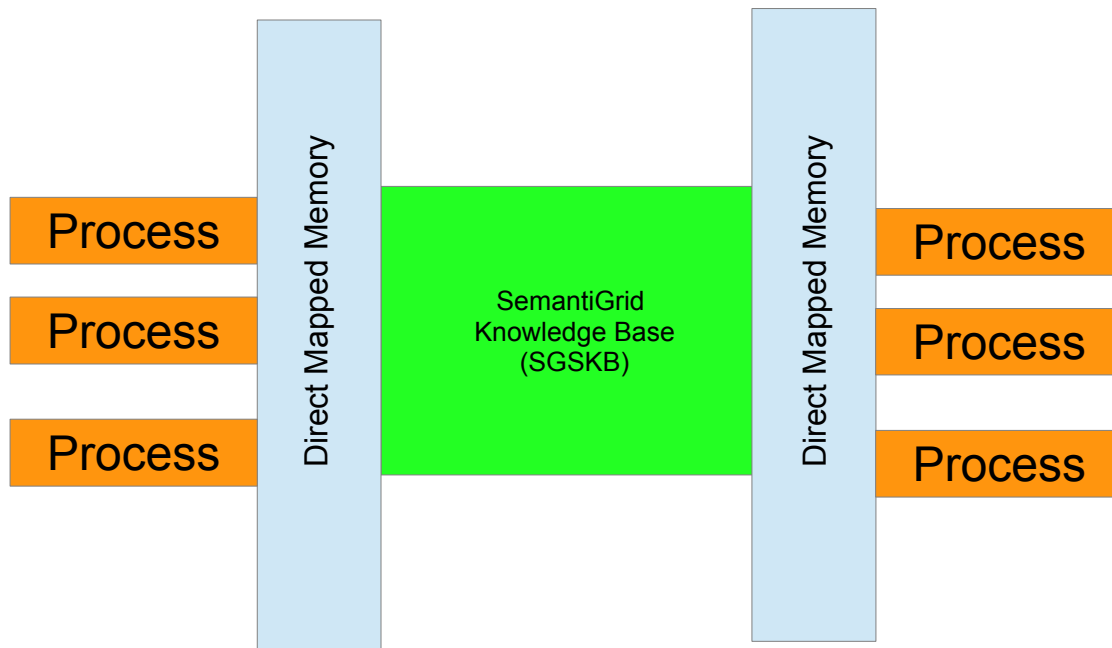 Process
Process
Process
Direct Mapped Memory
SemantiGrid
Knowledge Base
(SGSKB)
Direct Mapped Memory
Process
Process
Process